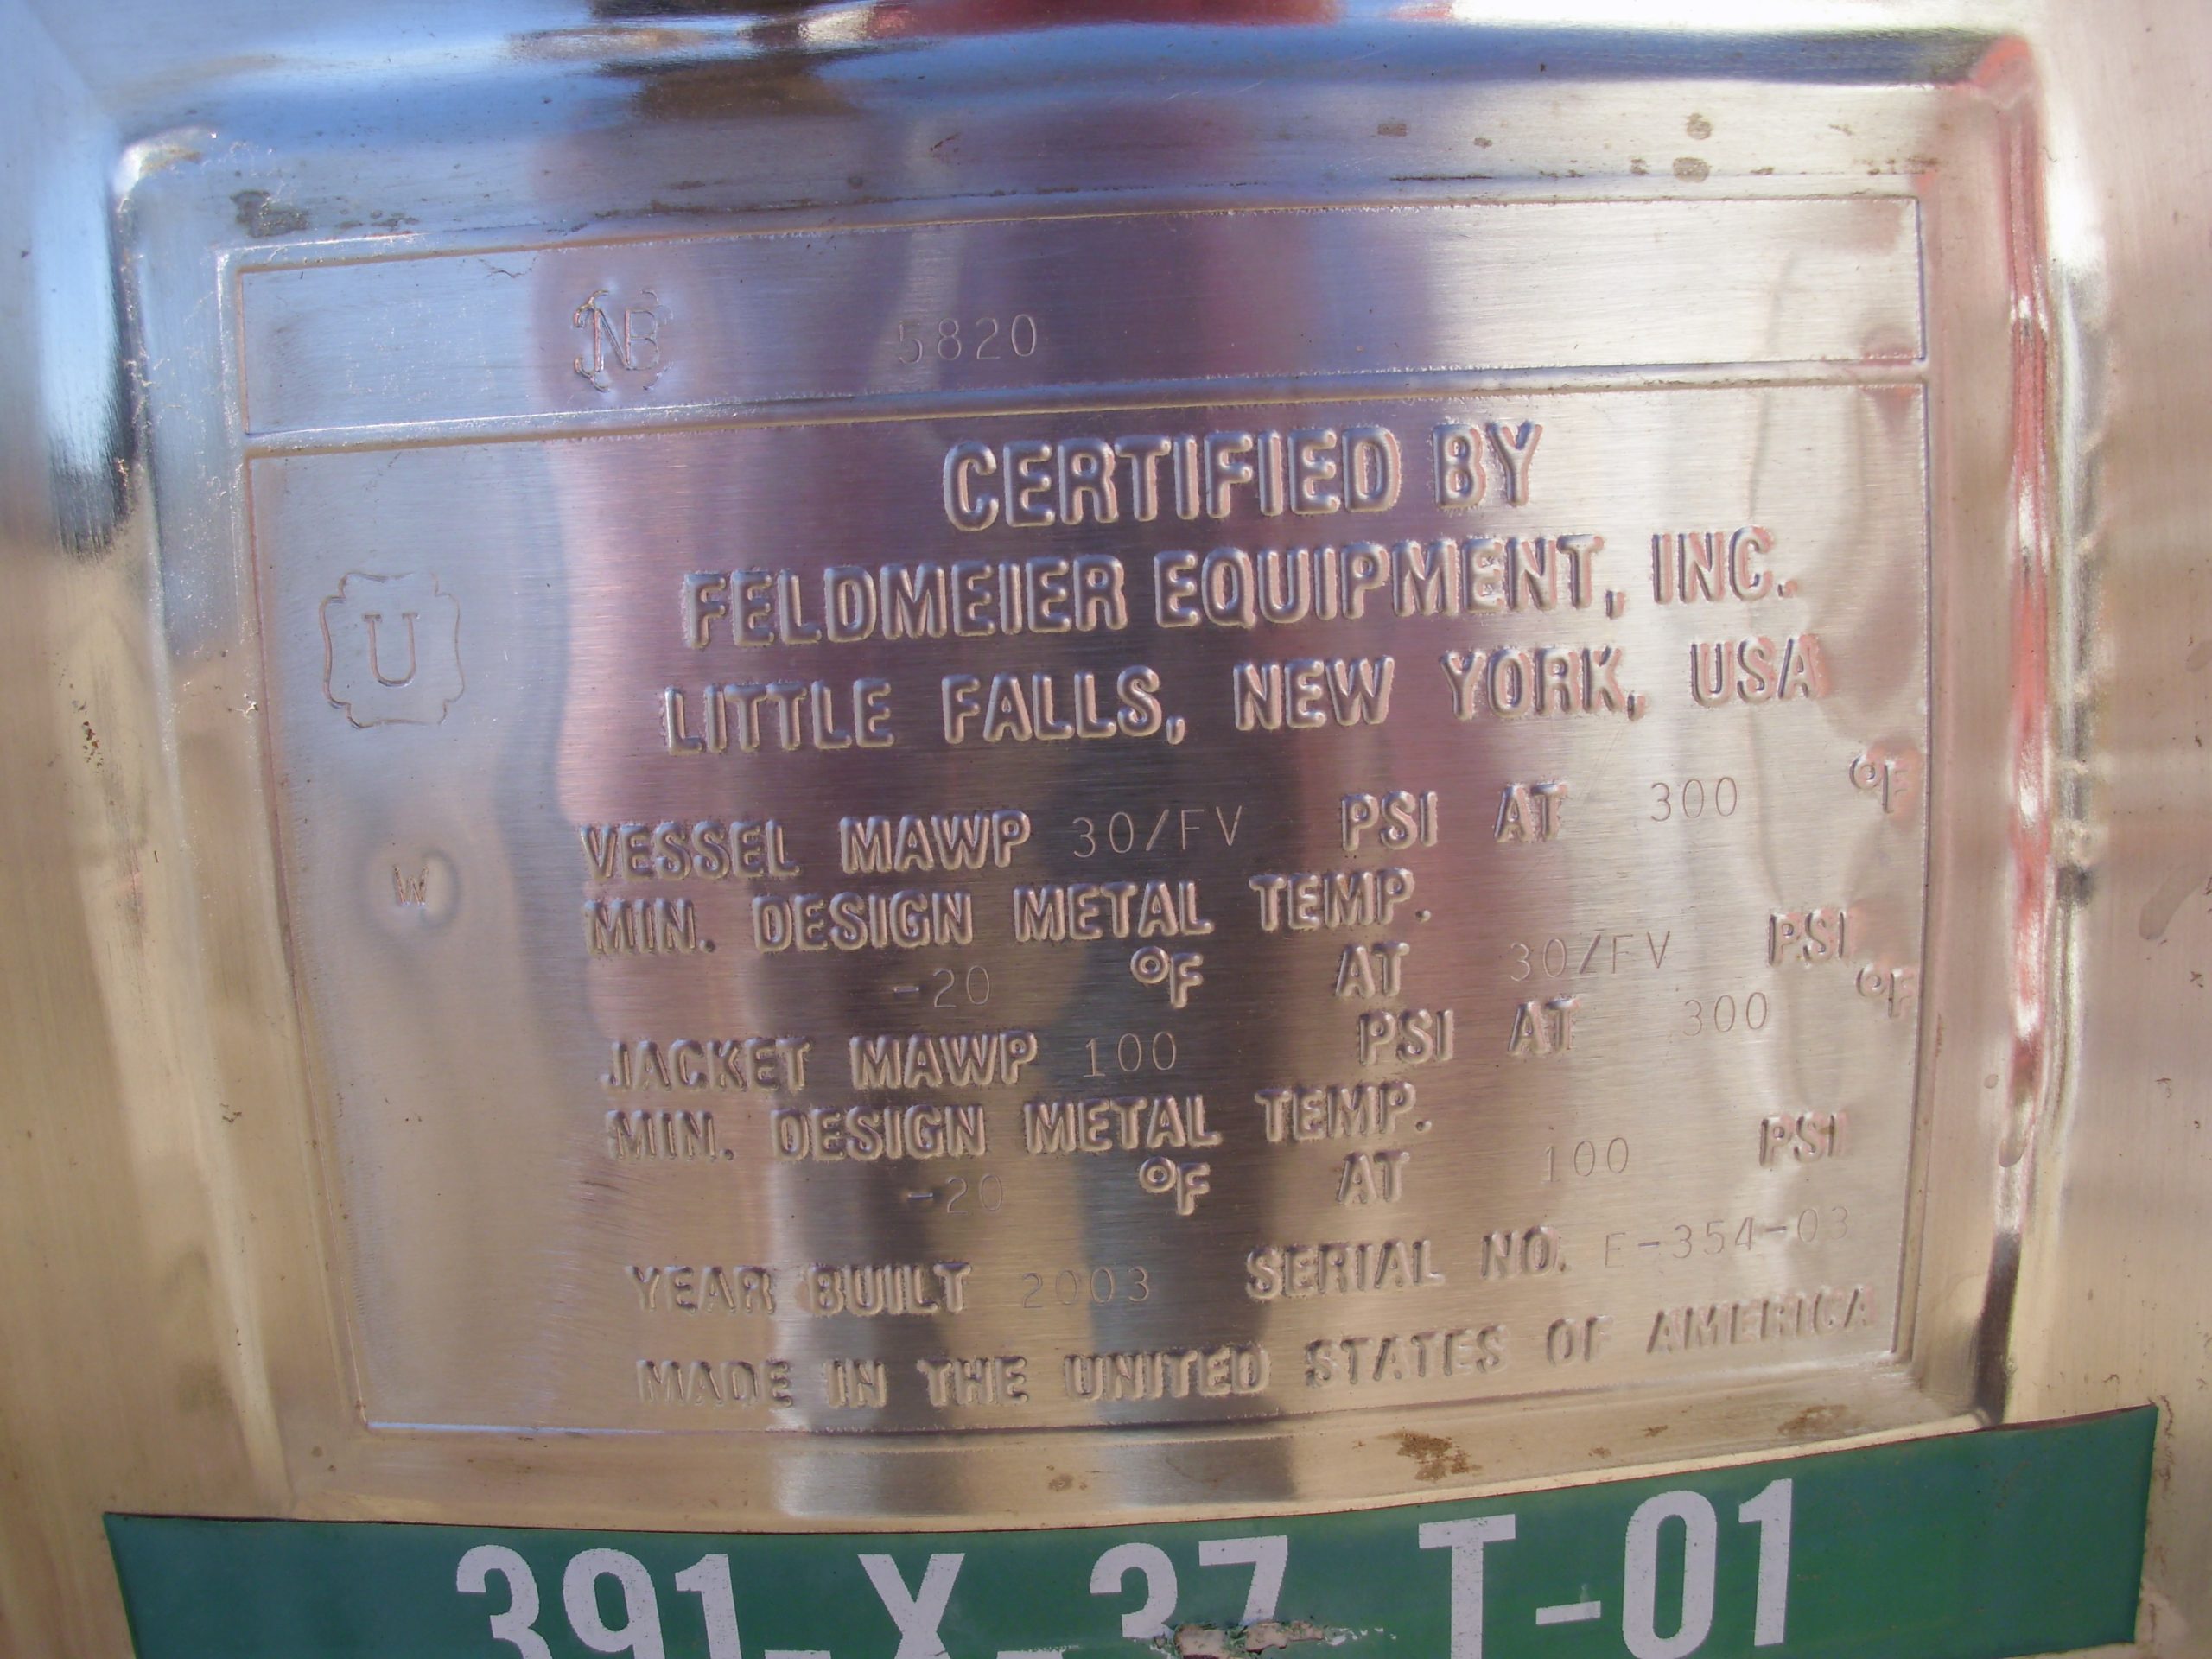 NB 5820
CERTIFIED BY
FELDMEIER EQUIPMENT, INC.
U
LITTLE FALLS, NEW YORK, USA
VESSEL MAWP 30/FV PSI AT 300 °F
W
MIN. DESIGN METAL TEMP.
-20 °F AT 30/FV PSI
JACKET MAWP 100 PSI AT 300 °F
MIN. DESIGN METAL TEMP.
-20 °F AT 100 PSI
YEAR BUILT 2003 SERIAL NO. E-354-03
MADE IN THE UNITED STATES OF AMERICA
391-X-37 T-01